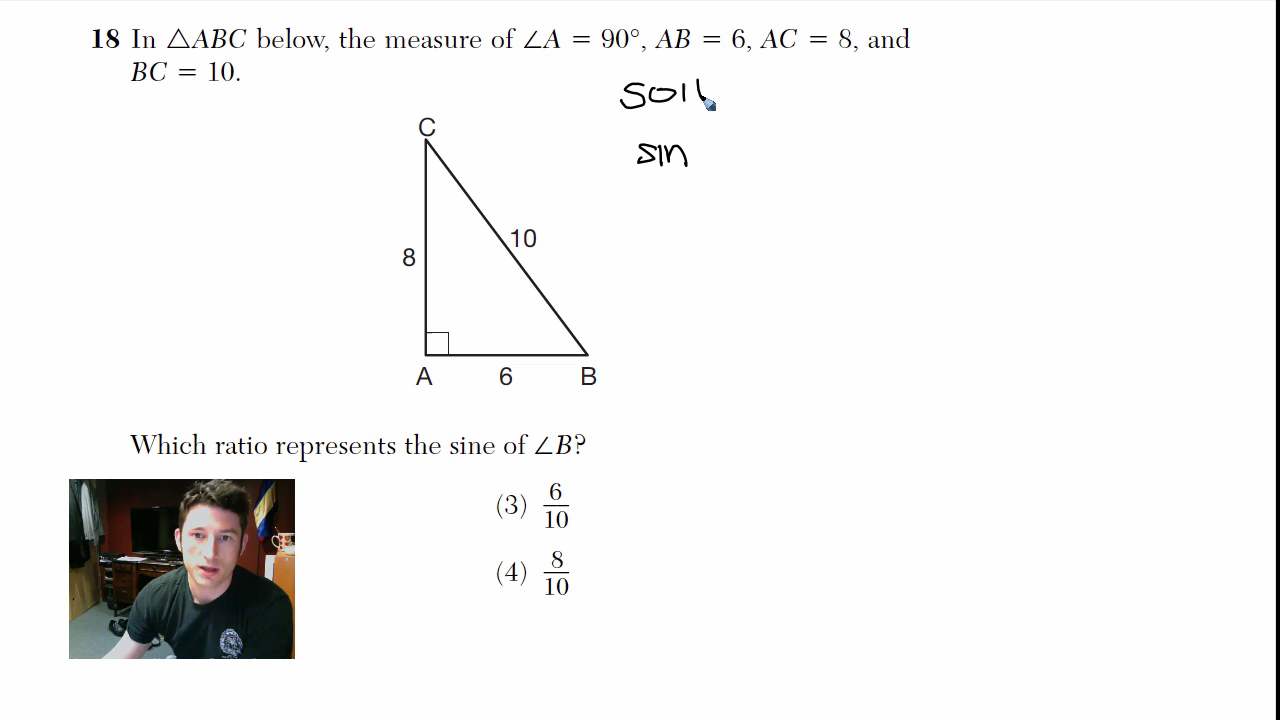 18 In △ABC below, the measure of ∠A = 90°, AB = 6, AC = 8, and
BC = 10.
sin
C
10
8
A 6 B
Which ratio represents the sine of ∠B?
(3) 6/10
(4) 8/10